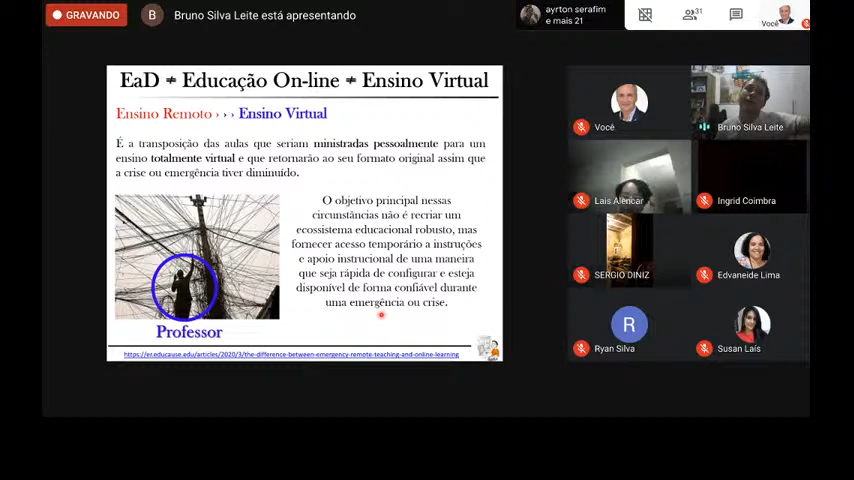 GRAVANDO
B
Bruno Silva Leite está apresentando
ayrton serafim
e mais 21
31
Você
EaD ≠ Educação On-line ≠ Ensino Virtual
Ensino Remoto › › › Ensino Virtual
É a transposição das aulas que seriam ministradas pessoalmente para um
ensino totalmente virtual e que retornarão ao seu formato original assim que
a crise ou emergência tiver diminuído.
O objetivo principal nessas
circunstâncias não é recriar um
ecossistema educacional robusto, mas
fornecer acesso temporário a instruções
e apoio instrucional de uma maneira
que seja rápida de configurar e esteja
disponível de forma confiável durante
uma emergência ou crise.
Professor
https://er.educause.edu/articles/2020/3/the-difference-between-emergency-remote-teaching-and-online-learning
Você
Bruno Silva Leite
Lais Alencar
Ingrid Coimbra
SERGIO DINIZ
Edvaneide Lima
R
Ryan Silva
Susan Laís